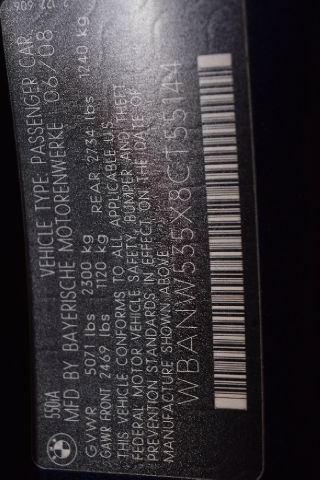 550iA VEHICLE TYPE: PASSENGER CAR
MFD BY BAYERISCHE MOTORENWERKE 06/08
GVWR 5071 lbs 2300 kg
GAWR FRONT 2469 lbs 1120 kg REAR 2734 lbs 1240 kg
THIS VEHICLE CONFORMS TO ALL APPLICABLE U.S.
FEDERAL MOTOR VEHICLE SAFETY, BUMPER AND THEFT
PREVENTION STANDARDS IN EFFECT ON THE DATE OF
MANUFACTURE SHOWN ABOVE
WBANW535X8CT55144